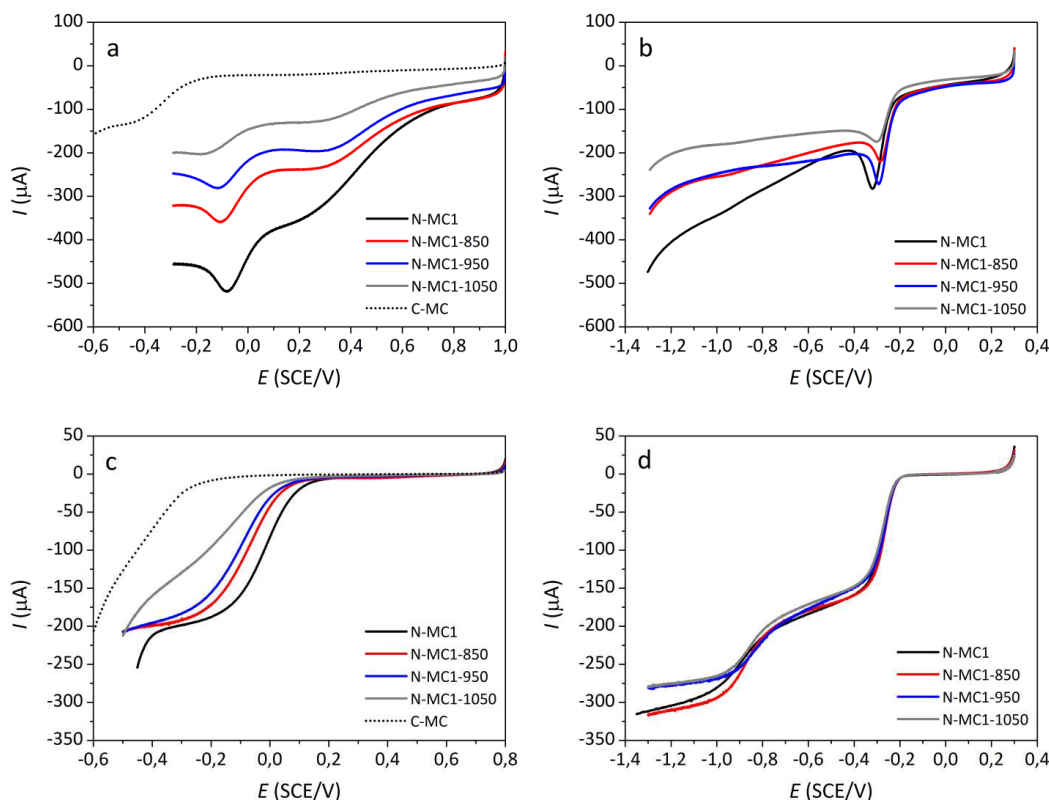 a
100
0
-100
-200
-300
-400
-500
-600
I (μA)
N-MC1
N-MC1-850
N-MC1-950
N-MC1-1050
C-MC
-0,6 -0,4 -0,2 0,0 0,2 0,4 0,6 0,8 1,0
E (SCE/V)
b
100
0
-100
-200
-300
-400
-500
-600
I (μA)
N-MC1
N-MC1-850
N-MC1-950
N-MC1-1050
-1,4 -1,2 -1,0 -0,8 -0,6 -0,4 -0,2 0,0 0,2 0,4
E (SCE/V)
c
50
0
-50
-100
-150
-200
-250
-300
-350
I (μA)
N-MC1
N-MC1-850
N-MC1-950
N-MC1-1050
C-MC
-0,6 -0,4 -0,2 0,0 0,2 0,4 0,6 0,8
E (SCE/V)
d
50
0
-50
-100
-150
-200
-250
-300
-350
I (μA)
N-MC1
N-MC1-850
N-MC1-950
N-MC1-1050
-1,4 -1,2 -1,0 -0,8 -0,6 -0,4 -0,2 0,0 0,2 0,4
E (SCE/V)